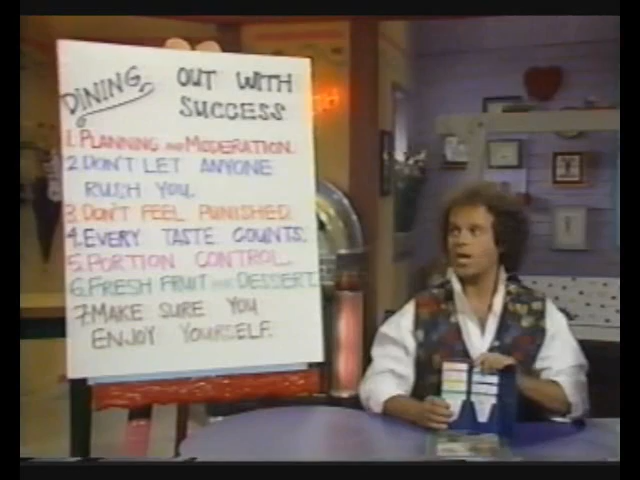 DINING OUT WITH
SUCCESS
1. PLANNING AND MODERATION.
2 DON'T LET ANYONE
RUSH YOU.
3. DON'T FEEL PUNISHED.
4. EVERY TASTE COUNTS.
5. PORTION CONTROL.
6. FRESH FRUIT FOR DESSERT.
7. MAKE SURE YOU
ENJOY YOURSELF.